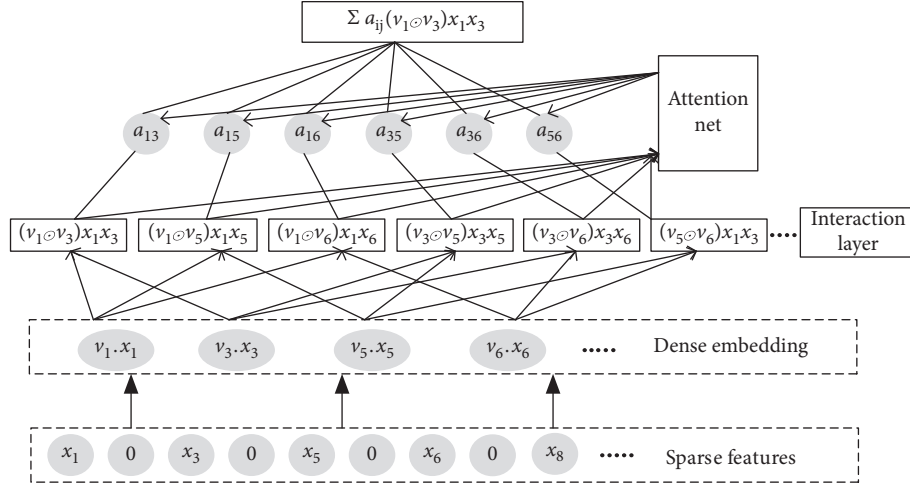 Σ a_ij(v_1⊙v_3)x_1x_3
Attention
net
a_13 a_15 a_16 a_35 a_36 a_56
(v_1⊙v_3)x_1x_3 (v_1⊙v_5)x_1x_5 (v_1⊙v_6)x_1x_6 (v_3⊙v_5)x_3x_5 (v_3⊙v_6)x_3x_6 (v_5⊙v_6)x_1x_3 ····
Interaction
layer
v_1.x_1 v_3.x_3 v_5.x_5 v_6.x_6 ····· Dense embedding
x_1 0 x_3 0 x_5 0 x_6 0 x_8 ····· Sparse features